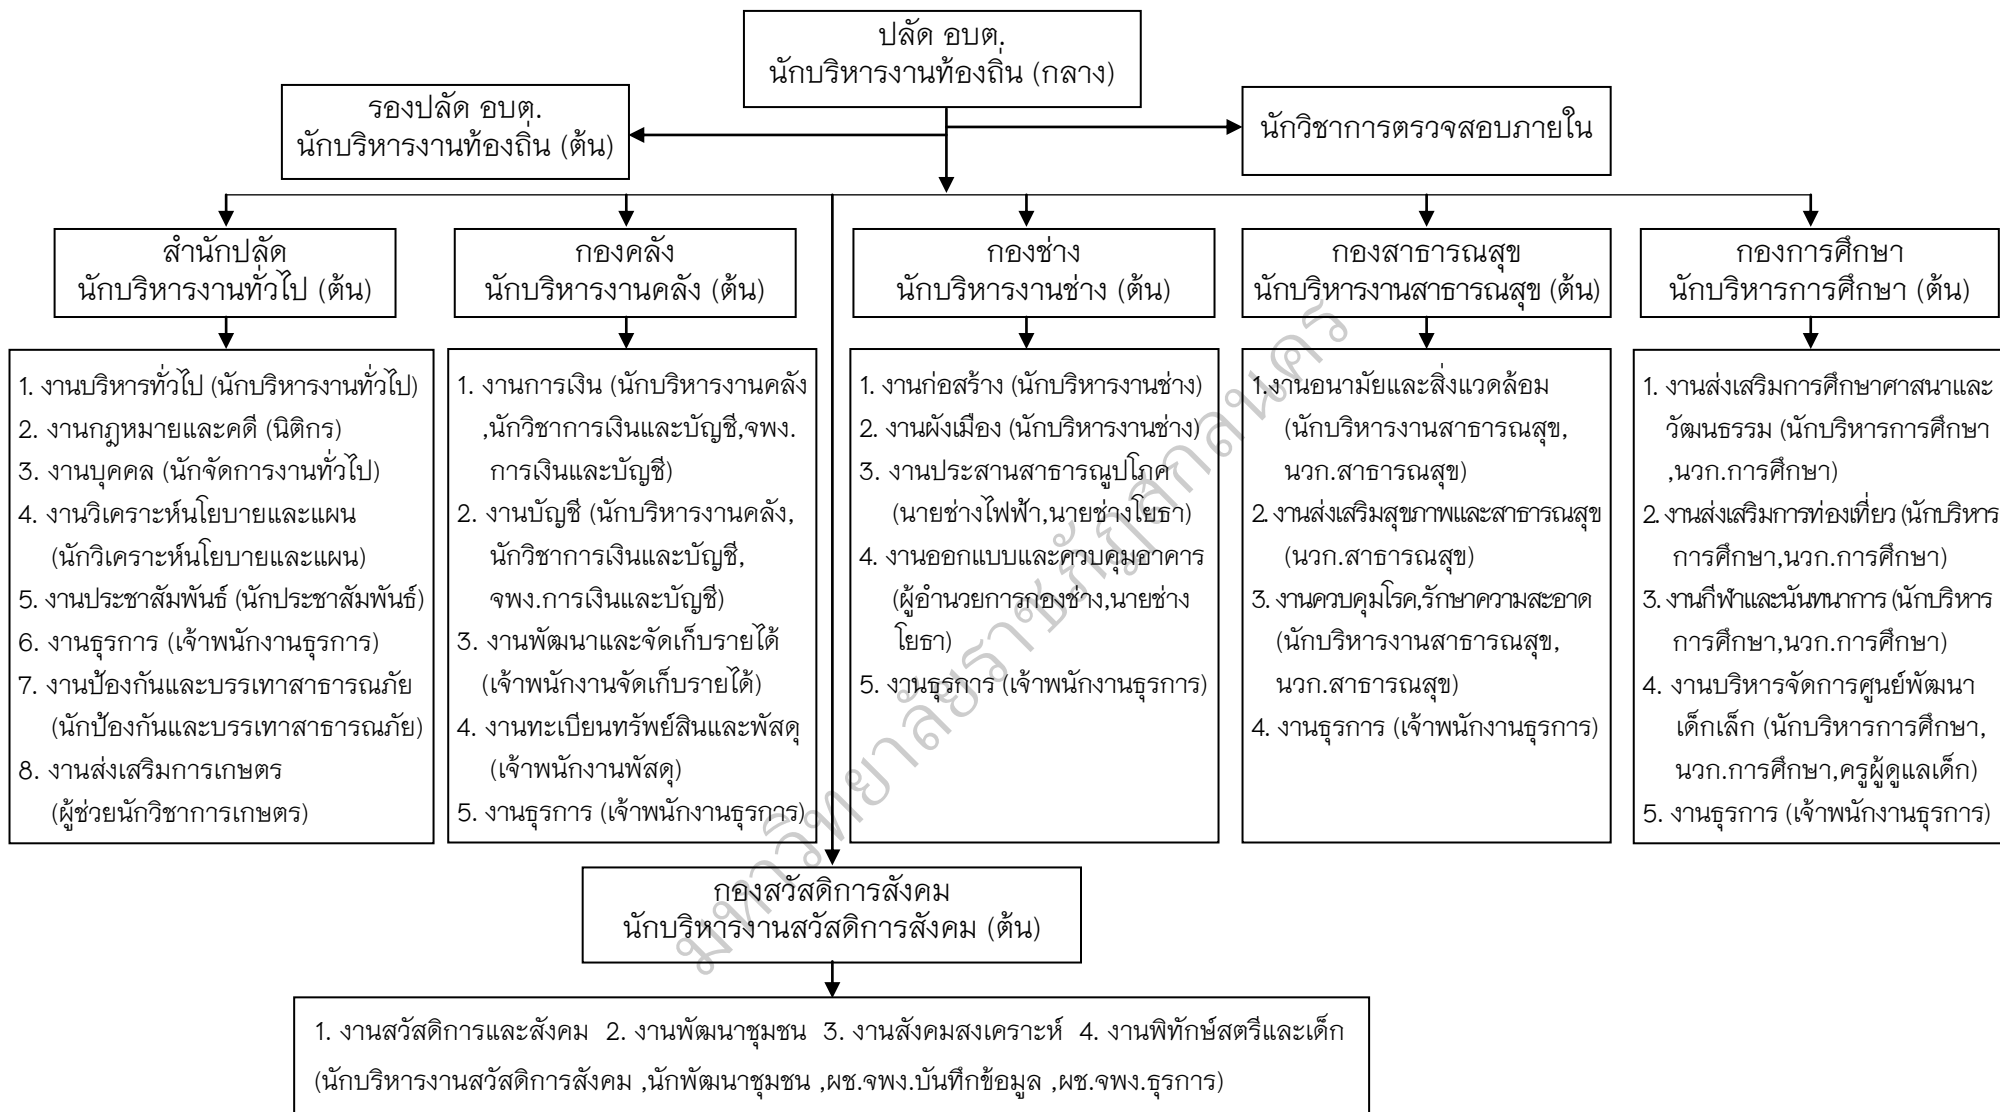 ปลัด อบต.
นักบริหารงานท้องถิ่น (กลาง)
รองปลัด อบต.
นักบริหารงานท้องถิ่น (ต้น)
นักวิชาการตรวจสอบภายใน
สำนักปลัด
นักบริหารงานทั่วไป (ต้น)
กองคลัง
นักบริหารงานคลัง (ต้น)
กองช่าง
นักบริหารงานช่าง (ต้น)
กองสาธารณสุข
นักบริหารงานสาธารณสุข (ต้น)
กองการศึกษา
นักบริหารการศึกษา (ต้น)
1. งานบริหารทั่วไป (นักบริหารงานทั่วไป)
2. งานกฎหมายและคดี (นิติกร)
3. งานบุคคล (นักจัดการงานทั่วไป)
4. งานวิเคราะห์นโยบายและแผน
(นักวิเคราะห์นโยบายและแผน)
5. งานประชาสัมพันธ์ (นักประชาสัมพันธ์)
6. งานธุรการ (เจ้าพนักงานธุรการ)
7. งานป้องกันและบรรเทาสาธารณภัย
(นักป้องกันและบรรเทาสาธารณภัย)
8. งานส่งเสริมการเกษตร
(ผู้ช่วยนักวิชาการเกษตร)
1. งานการเงิน (นักบริหารงานคลัง
,นักวิชาการเงินและบัญชี,จพง.
การเงินและบัญชี)
2. งานบัญชี (นักบริหารงานคลัง,
นักวิชาการเงินและบัญชี,
จพง.การเงินและบัญชี)
3. งานพัฒนาและจัดเก็บรายได้
(เจ้าพนักงานจัดเก็บรายได้)
4. งานทะเบียนทรัพย์สินและพัสดุ
(เจ้าพนักงานพัสดุ)
5. งานธุรการ (เจ้าพนักงานธุรการ)
1. งานก่อสร้าง (นักบริหารงานช่าง)
2. งานผังเมือง (นักบริหารงานช่าง)
3. งานประสานสาธารณูปโภค
(นายช่างไฟฟ้า,นายช่างโยธา)
4. งานออกแบบและควบคุมอาคาร
(ผู้อำนวยการกองช่าง,นายช่าง
โยธา)
5. งานธุรการ (เจ้าพนักงานธุรการ)
1.งานอนามัยและสิ่งแวดล้อม
(นักบริหารงานสาธารณสุข,
นวก.สาธารณสุข)
2. งานส่งเสริมสุขภาพและสาธารณสุข
(นวก.สาธารณสุข)
3. งานควบคุมโรค,รักษาความสะอาด
(นักบริหารงานสาธารณสุข,
นวก.สาธารณสุข)
4. งานธุรการ (เจ้าพนักงานธุรการ)
1. งานส่งเสริมการศึกษาศาสนาและ
วัฒนธรรม (นักบริหารการศึกษา
,นวก.การศึกษา)
2. งานส่งเสริมการท่องเที่ยว (นักบริหาร
การศึกษา,นวก.การศึกษา)
3. งานกีฬาและนันทนาการ (นักบริหาร
การศึกษา,นวก.การศึกษา)
4. งานบริหารจัดการศูนย์พัฒนา
เด็กเล็ก (นักบริหารการศึกษา,
นวก.การศึกษา,ครูผู้ดูแลเด็ก)
5. งานธุรการ (เจ้าพนักงานธุรการ)
กองสวัสดิการสังคม
นักบริหารงานสวัสดิการสังคม (ต้น)
1. งานสวัสดิการและสังคม 2. งานพัฒนาชุมชน 3. งานสังคมสงเคราะห์ 4. งานพิทักษ์สตรีและเด็ก
(นักบริหารงานสวัสดิการสังคม ,นักพัฒนาชุมชน ,ผช.จพง.บันทึกข้อมูล ,ผช.จพง.ธุรการ)
มหาวิทยาลัยราชภัฏสกลนคร